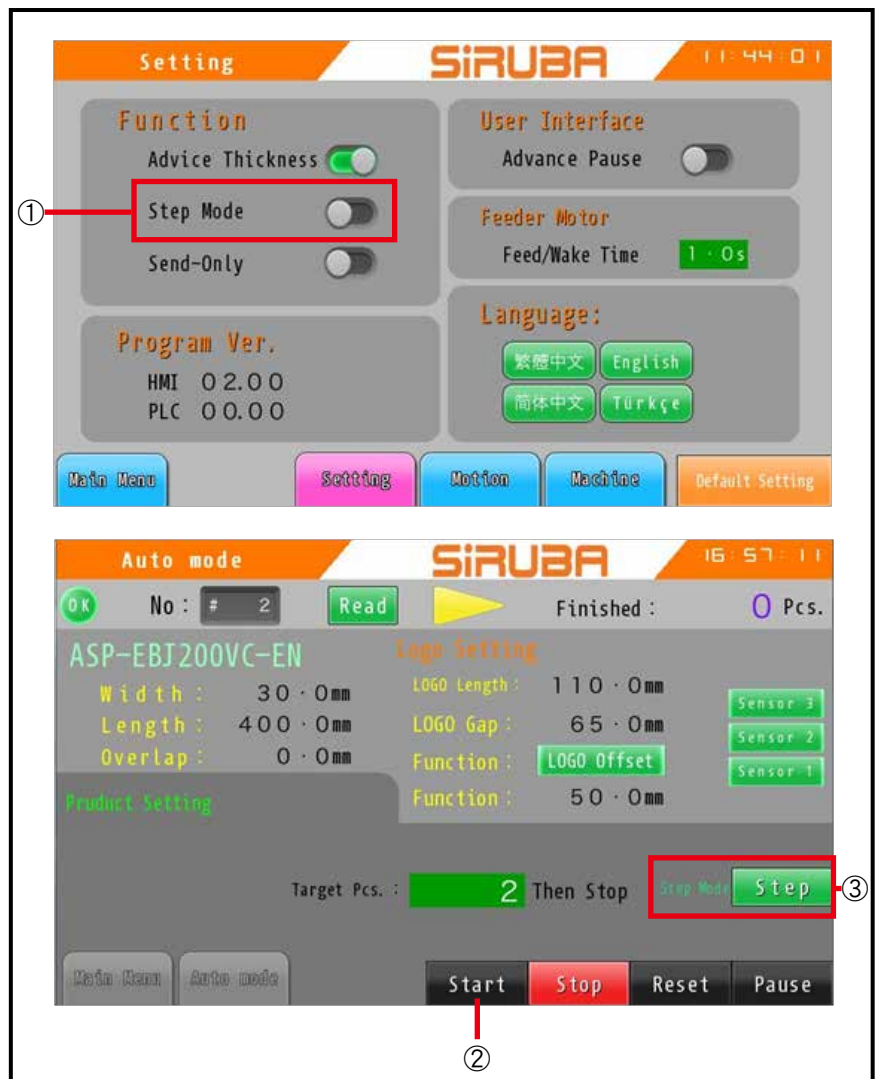 Setting SiRUBA 11:44:01
Function
Advice Thickness
① Step Mode
Send-Only
User Interface
Advance Pause
Feeder Motor
Feed/Wake Time 1.0s
Program Ver.
HMI 02.00
PLC 00.00
Language:
繁體中文 English
简体中文 Türkçe
Main Menu Setting Motion Machine Default Setting
Auto mode SiRUBA 16:57:11
OK No: # 2 Read Finished: 0 Pcs.
ASP-EBJ200VC-EN
Width: 30.0mm
Length: 400.0mm
Overlap: 0.0mm
Logo Setting
LOGO Length: 110.0mm
LOGO Gap: 65.0mm
Function: LOGO Offset
Function: 50.0mm
Sensor 3
Sensor 2
Sensor 1
Pruduct Setting
Target Pcs.: 2 Then Stop Step Mode Step ③
Main Menu Auto mode Start Stop Reset Pause
②